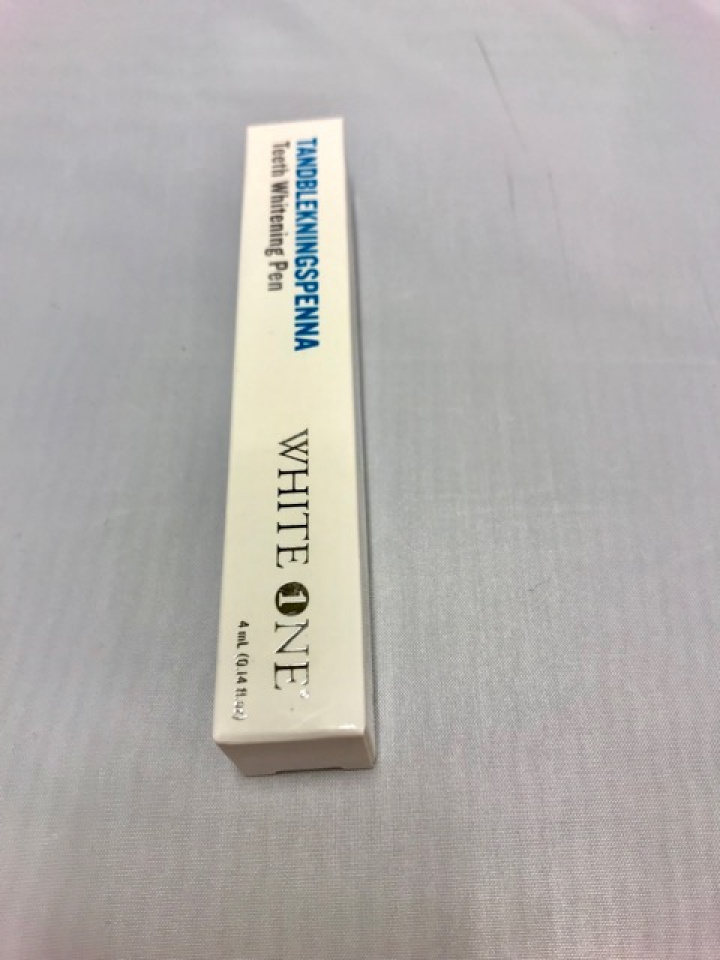 TANDBLEKNINGSPENNA
Teeth Whitening Pen
WHITE 1NE
4 mL (0.14 fl oz)